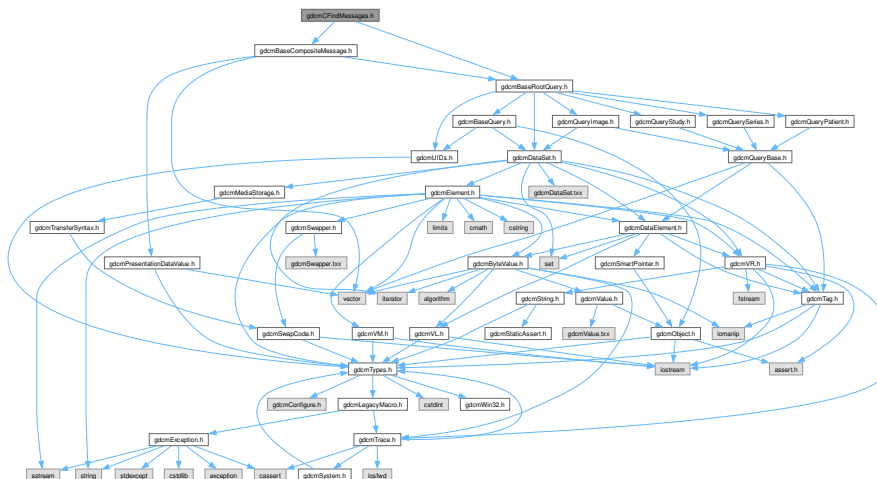 gdcmCFindMessages.h
gdcmBaseCompositeMessage.h
gdcmBaseRootQuery.h
gdcmBaseQuery.h
gdcmQueryImage.h
gdcmQueryStudy.h
gdcmQuerySeries.h
gdcmQueryPatient.h
gdcmUIDs.h
gdcmDataSet.h
gdcmQueryBase.h
gdcmMediaStorage.h
gdcmElement.h
gdcmDataSet.txx
gdcmTransferSyntax.h
gdcmSwapper.h
limits
cmath
cstring
gdcmDataElement.h
gdcmPresentationDataValue.h
gdcmSwapper.txx
gdcmByteValue.h
set
gdcmSmartPointer.h
gdcmVR.h
vector
iterator
algorithm
gdcmString.h
gdcmValue.h
fstream
gdcmTag.h
gdcmSwapCode.h
gdcmVM.h
gdcmVL.h
gdcmStaticAssert.h
gdcmValue.txx
gdcmObject.h
iomanip
gdcmTypes.h
iostream
assert.h
gdcmConfigure.h
gdcmLegacyMacro.h
cstdint
gdcmWin32.h
gdcmException.h
gdcmTrace.h
sstream
string
stdexcept
cstdlib
exception
cassert
gdcmSystem.h
iosfwd